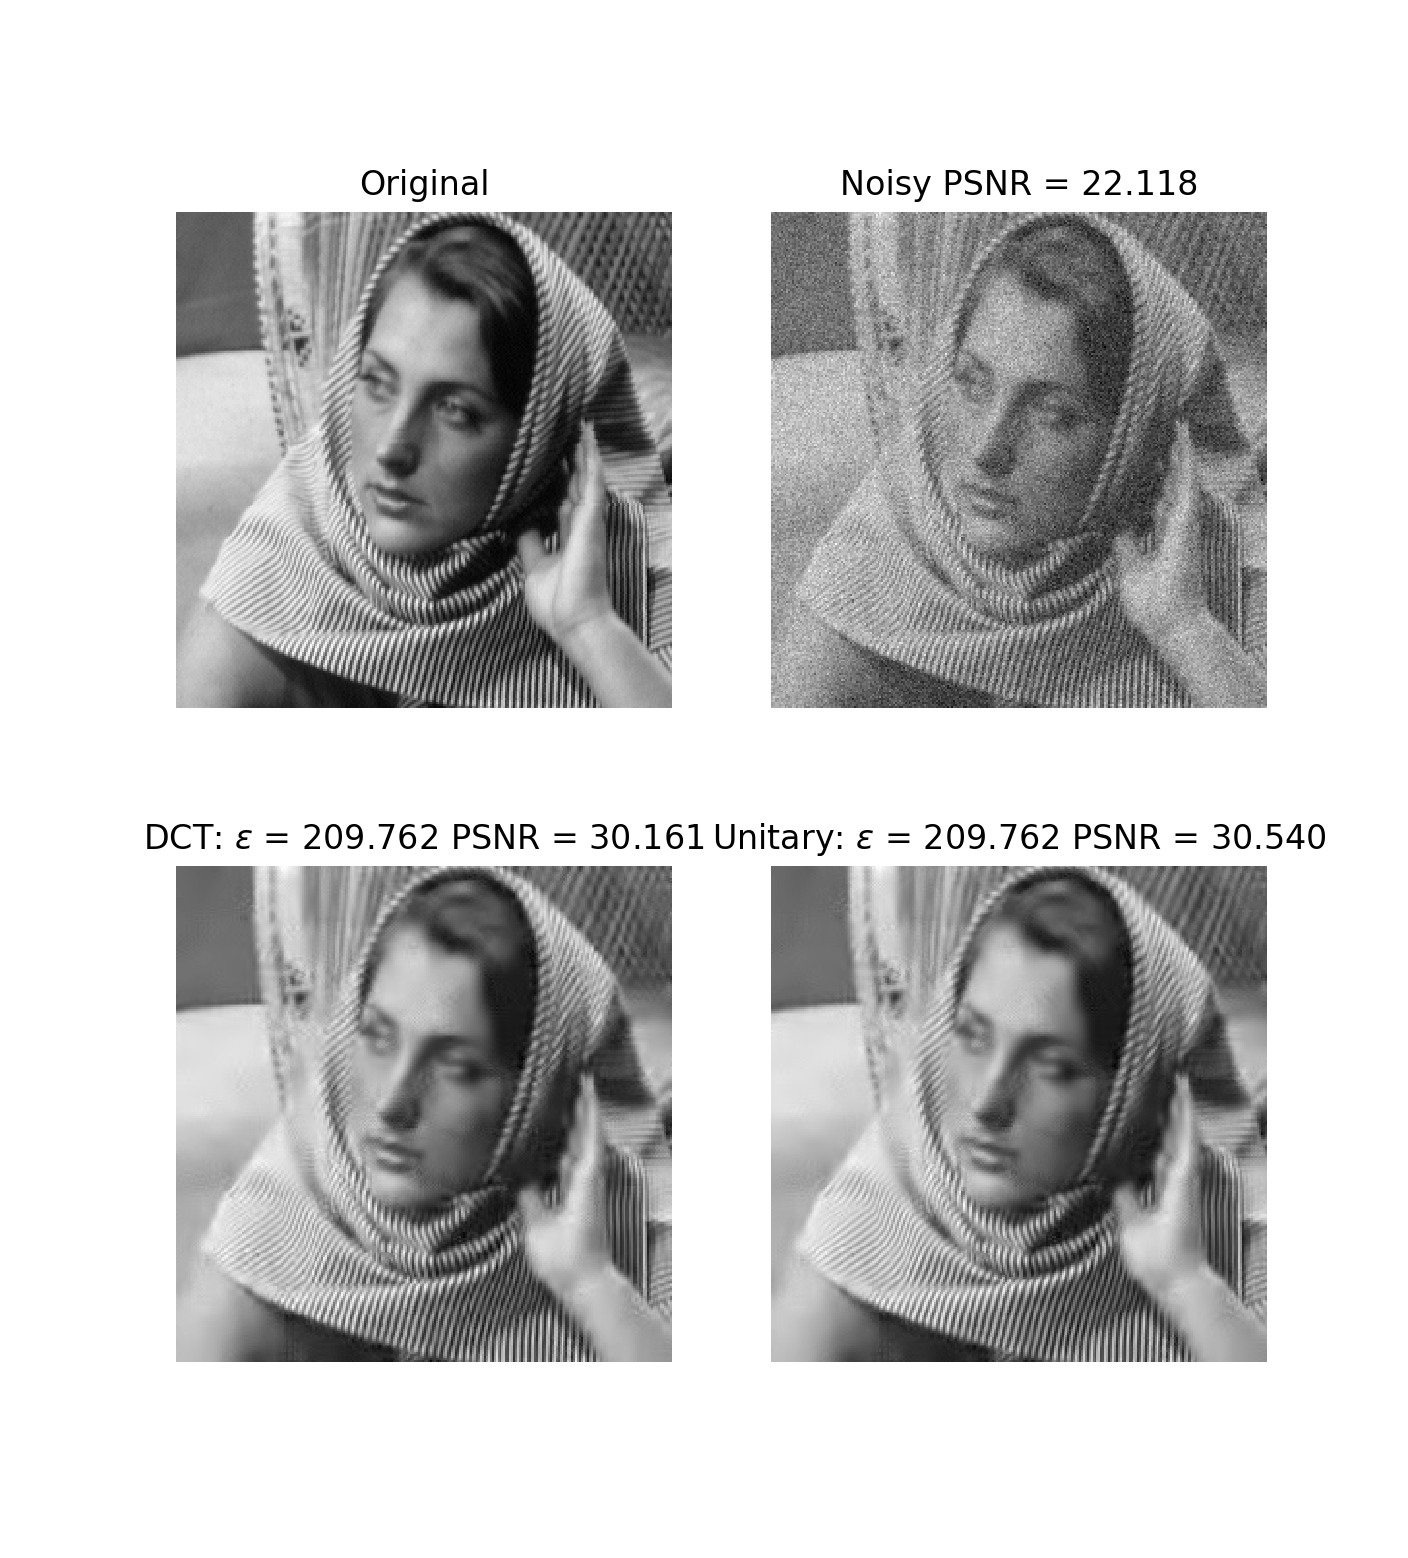 Original
Noisy PSNR = 22.118
DCT: ε = 209.762 PSNR = 30.161
Unitary: ε = 209.762 PSNR = 30.540